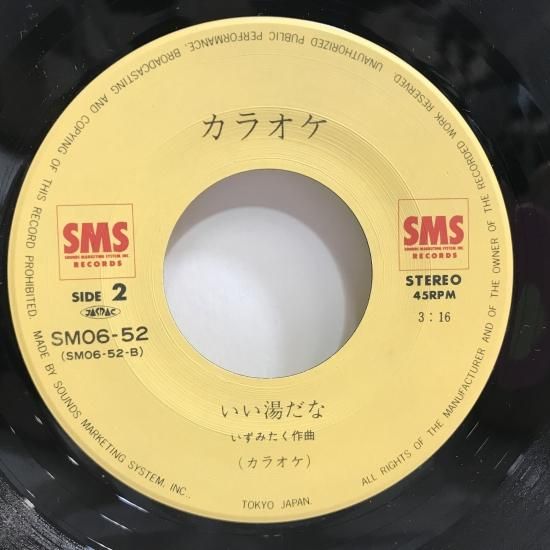 カラオケ
SMS
SOUNDS MARKETING SYSTEM, INC.
RECORDS
SIDE 2
JASRAC
SM06-52
(SM06-52-B)
SMS
SOUNDS MARKETING SYSTEM, INC.
RECORDS
STEREO
45RPM
3:16
いい湯だな
いずみたく作曲
(カラオケ)
MADE BY SOUNDS MARKETING SYSTEM, INC., TOKYO JAPAN.
ALL RIGHTS OF THE MANUFACTURER AND OF THE OWNER OF THE RECORDED WORK RESERVED. UNAUTHORIZED PUBLIC PERFORMANCE, BROADCASTING AND COPYING OF THIS RECORD PROHIBITED.